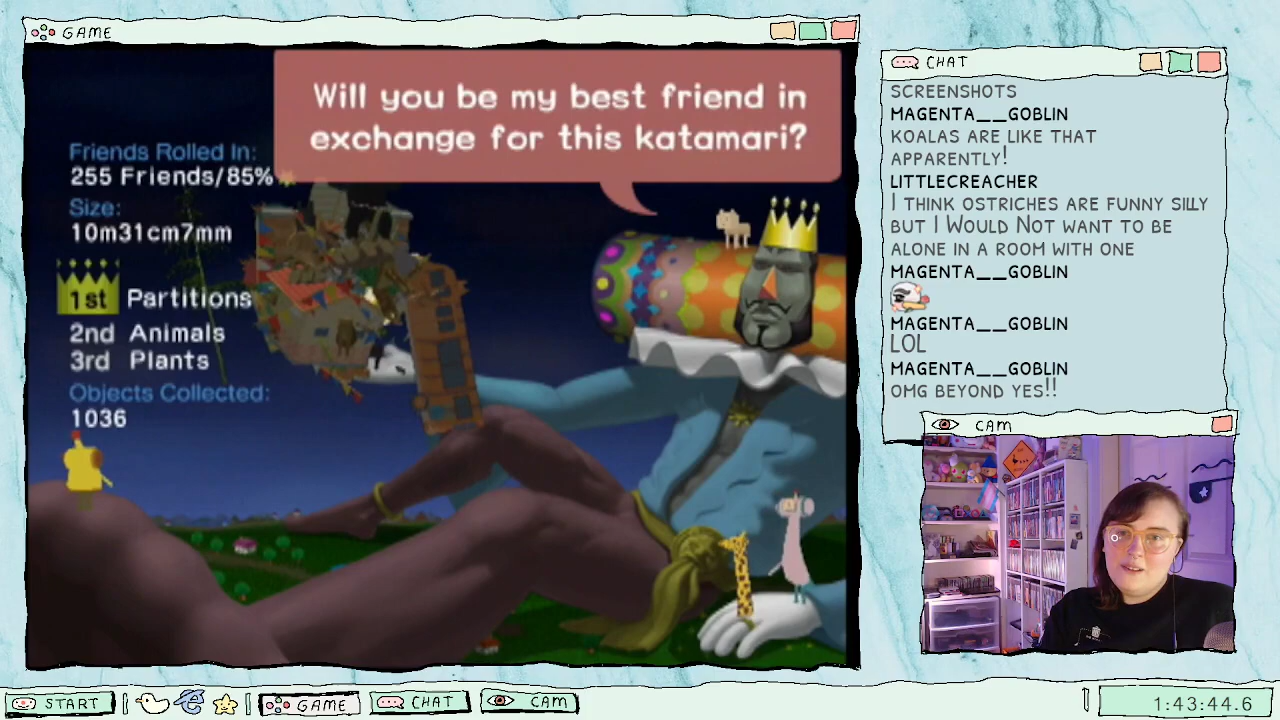 GAME
Will you be my best friend in
exchange for this katamari?
Friends Rolled In:
255 Friends/85%
Size:
10m31cm7mm
1st Partitions
2nd Animals
3rd Plants
Objects Collected:
1036
CHAT
SCREENSHOTS
MAGENTA__GOBLIN
KOALAS ARE LIKE THAT
APPARENTLY!
LITTLECREACHER
I THINK OSTRICHES ARE FUNNY SILLY
BUT I WOULD NOT WANT TO BE
ALONE IN A ROOM WITH ONE
MAGENTA__GOBLIN
MAGENTA__GOBLIN
LOL
MAGENTA__GOBLIN
OMG BEYOND YES!!
CAM
START
GAME
CHAT
CAM
1:43:44.6